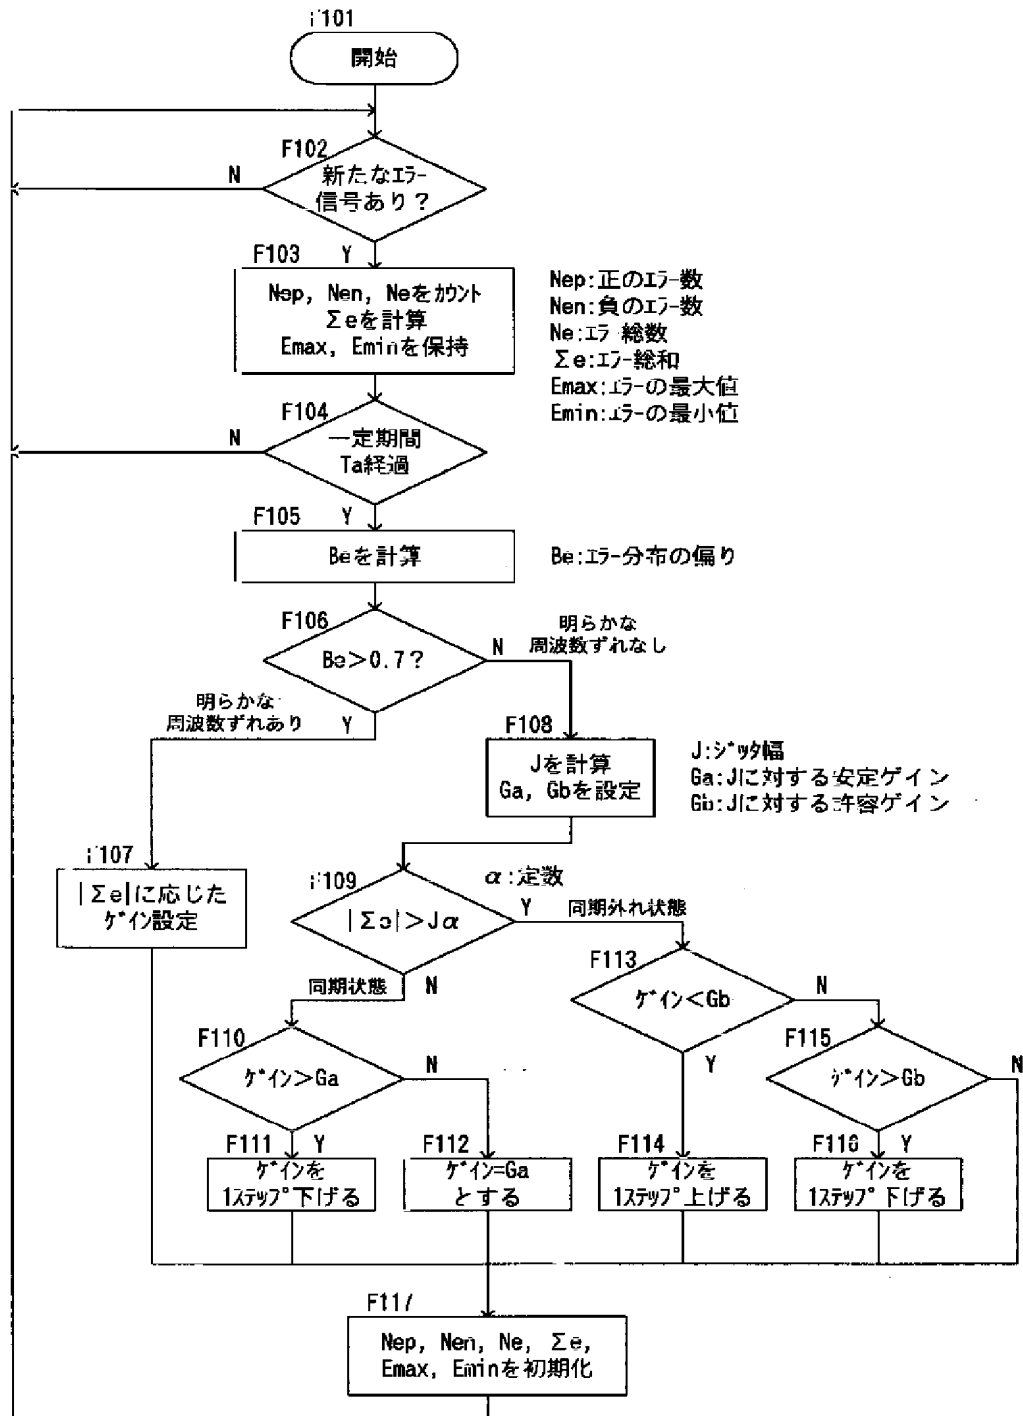 F101
開始
F102
N
新たなｴﾗｰ
信号あり？
F103
Y
Nep, Nen, Neをｶｳﾝﾄ
Σeを計算
Emax, Eminを保持
Nep:正のｴﾗｰ数
Nen:負のｴﾗｰ数
Ne:ｴﾗｰ総数
Σe:ｴﾗｰ総和
Emax:ｴﾗｰの最大値
Emin:ｴﾗｰの最小値
F104
N
一定期間
Ta経過
F105
Y
Beを計算
Be:ｴﾗｰ分布の偏り
F106
Be＞0.7？
N
明らかな
周波数ずれなし
明らかな
周波数ずれあり
Y
F108
Jを計算
Ga, Gbを設定
J:ｼﾞｯﾀ幅
Ga:Jに対する安定ゲイン
Gb:Jに対する許容ゲイン
F107
|Σe|に応じた
ｹﾞｲﾝ設定
F109
α:定数
|Σe|＞Jα
Y
同期外れ状態
同期状態
N
F113
ｹﾞｲﾝ＜Gb
N
Y
F110
ｹﾞｲﾝ＞Ga
N
F115
ｹﾞｲﾝ＞Gb
N
F111
Y
ｹﾞｲﾝを
1ｽﾃｯﾌﾟ下げる
F112
ｹﾞｲﾝ=Ga
とする
F114
ｹﾞｲﾝを
1ｽﾃｯﾌﾟ上げる
F116
Y
ｹﾞｲﾝを
1ｽﾃｯﾌﾟ下げる
F117
Nep, Nen, Ne, Σe,
Emax, Eminを初期化